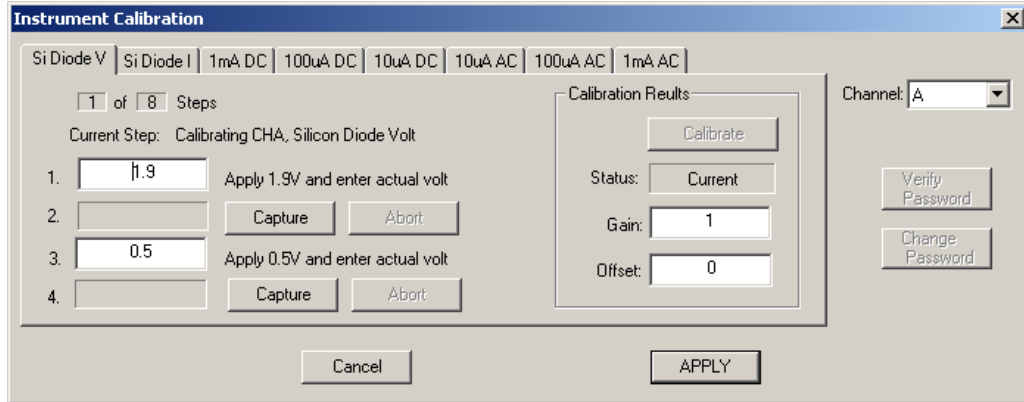 Instrument Calibration
Si Diode V Si Diode I 1mA DC 100uA DC 10uA DC 10uA AC 100uA AC 1mA AC
1 of 8 Steps
Current Step: Calibrating CHA, Silicon Diode Volt
1. 1.9 Apply 1.9V and enter actual volt
2. Capture Abort
3. 0.5 Apply 0.5V and enter actual volt
4. Capture Abort
Calibration Reults
Calibrate
Status: Current
Gain: 1
Offset: 0
Channel: A
Verify
Password
Change
Password
Cancel APPLY